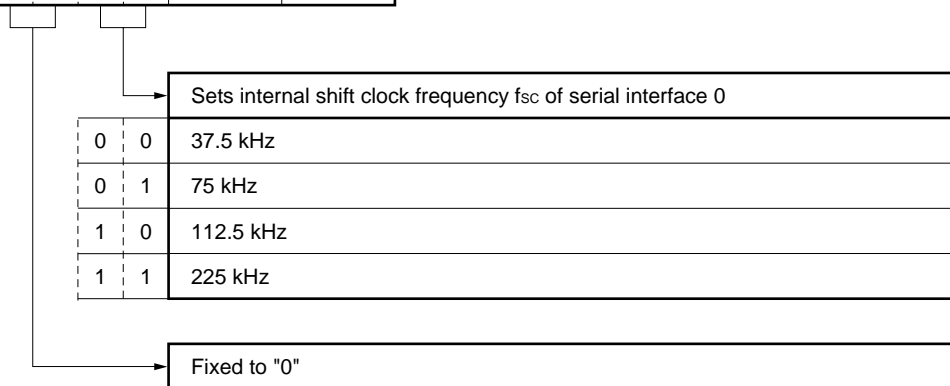 Sets internal shift clock frequency fsc of serial interface 0
0 0 37.5 kHz
0 1 75 kHz
1 0 112.5 kHz
1 1 225 kHz
Fixed to "0"